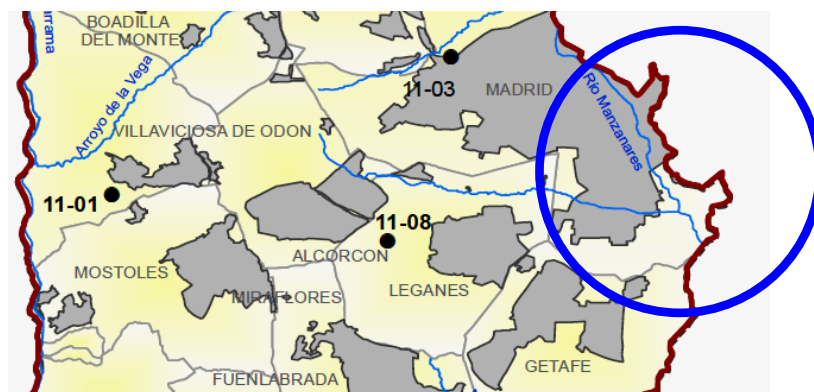 BOADILLA
DEL MONTE
Arroyo de la Vega
11-03
MADRID
Río Manzanares
VILLAVICIOSA DE ODON
11-01
11-08
MOSTOLES
ALCORCON
MIRAFLORES
LEGANES
FUENLABRADA
GETAFE